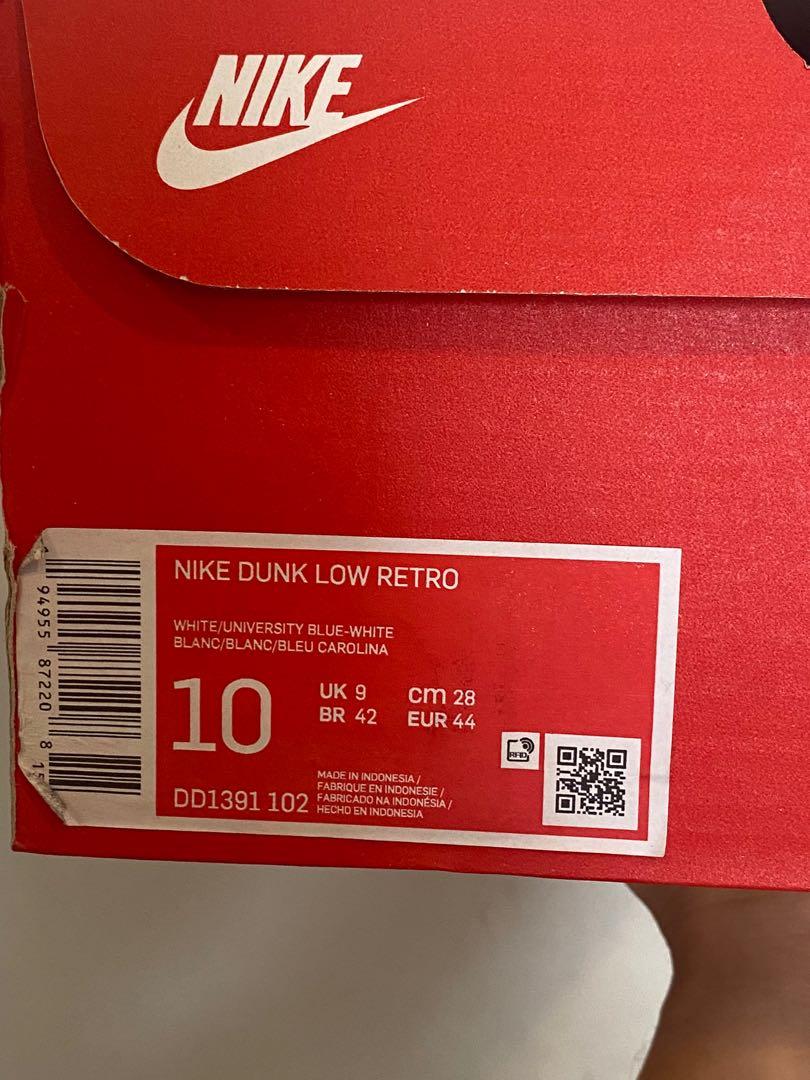 NIKE
NIKE DUNK LOW RETRO
WHITE/UNIVERSITY BLUE-WHITE
BLANC/BLANC/BLEU CAROLINA
10
UK 9
BR 42
cm 28
EUR 44
RFID
DD1391 102
MADE IN INDONESIA /
FABRIQUE EN INDONESIE /
FABRICADO NA INDONÉSIA /
HECHO EN INDONESIA
94955 87220 8